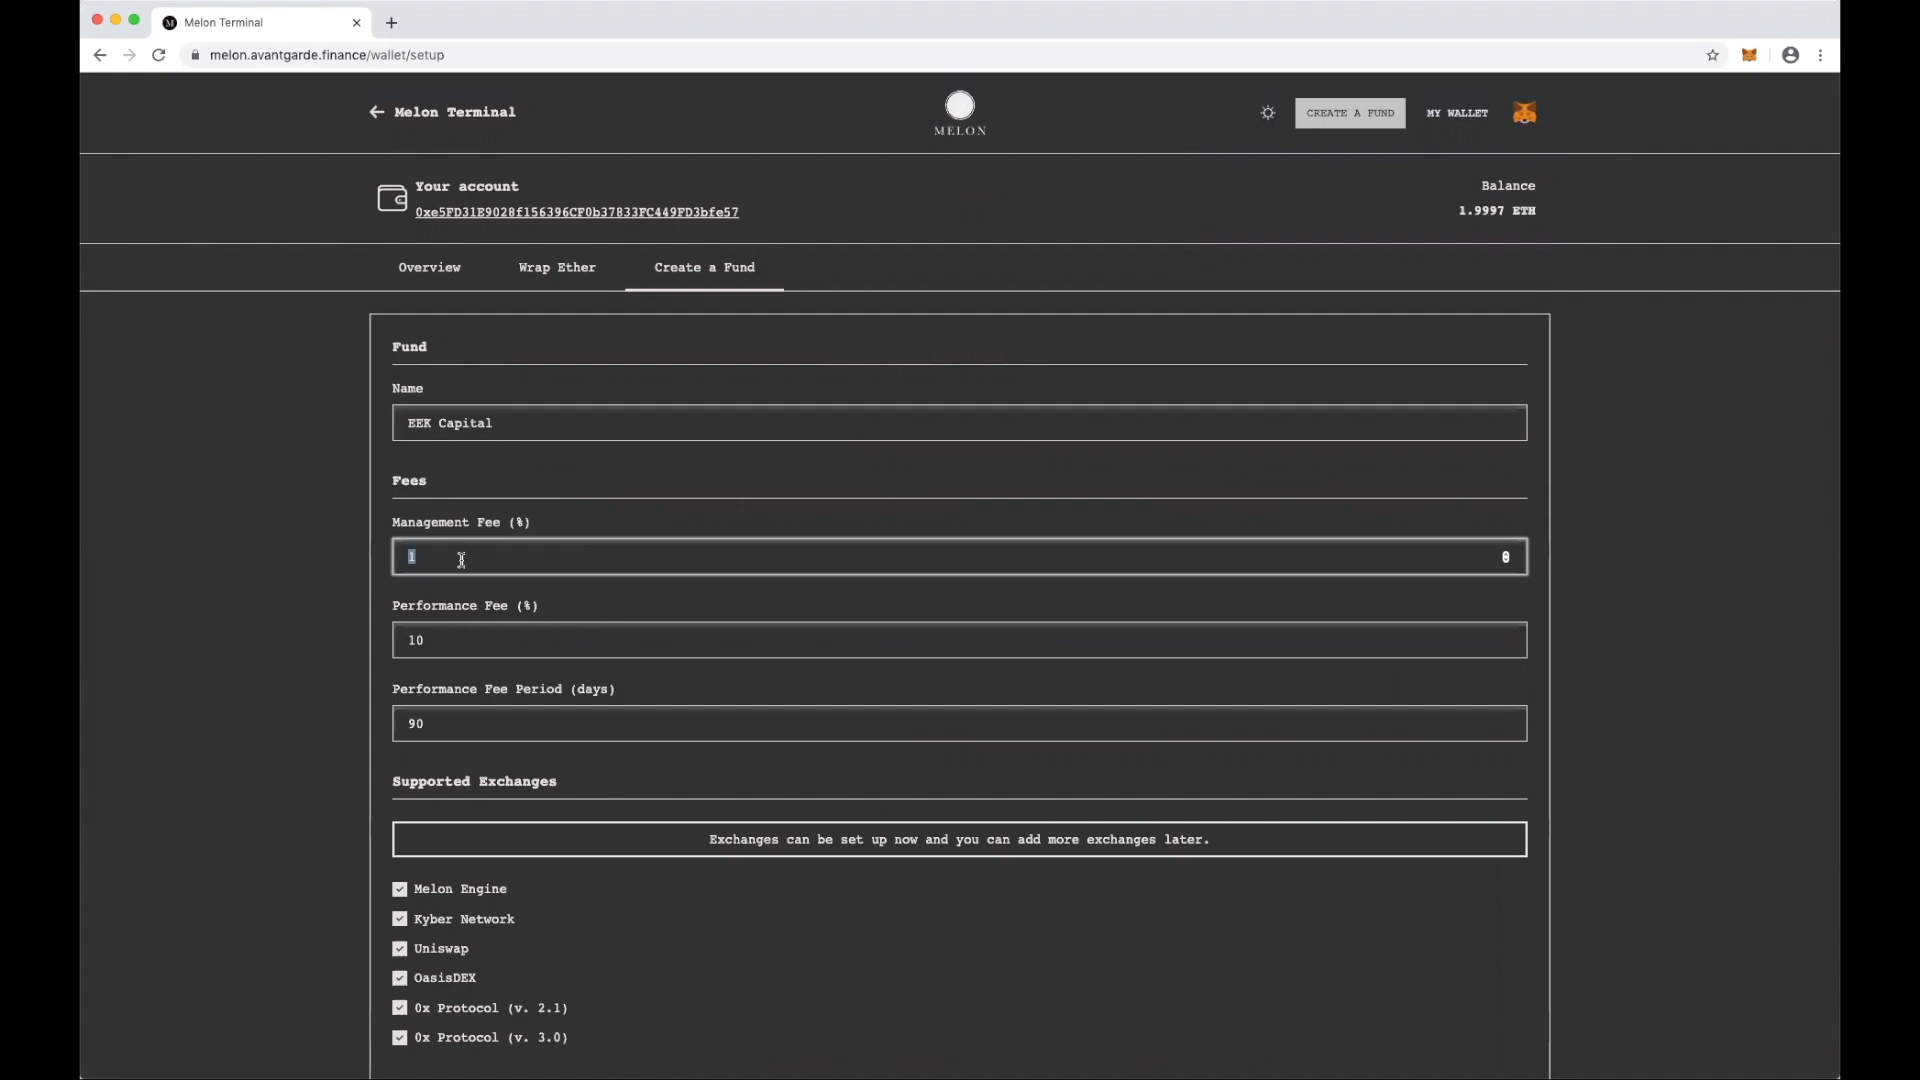 Melon Terminal
melon.avantgarde.finance/wallet/setup
Melon Terminal
MELON
CREATE A FUND
MY WALLET
Your account
Balance
0xe5FD31E9028f156396CF0b37833FC449FD3bfe57
1.9997 ETH
Overview
Wrap Ether
Create a Fund
Fund
Name
EEK Capital
Fees
Management Fee (%)
1
Performance Fee (%)
10
Performance Fee Period (days)
90
Supported Exchanges
Exchanges can be set up now and you can add more exchanges later.
Melon Engine
Kyber Network
Uniswap
OasisDEX
0x Protocol (v. 2.1)
0x Protocol (v. 3.0)